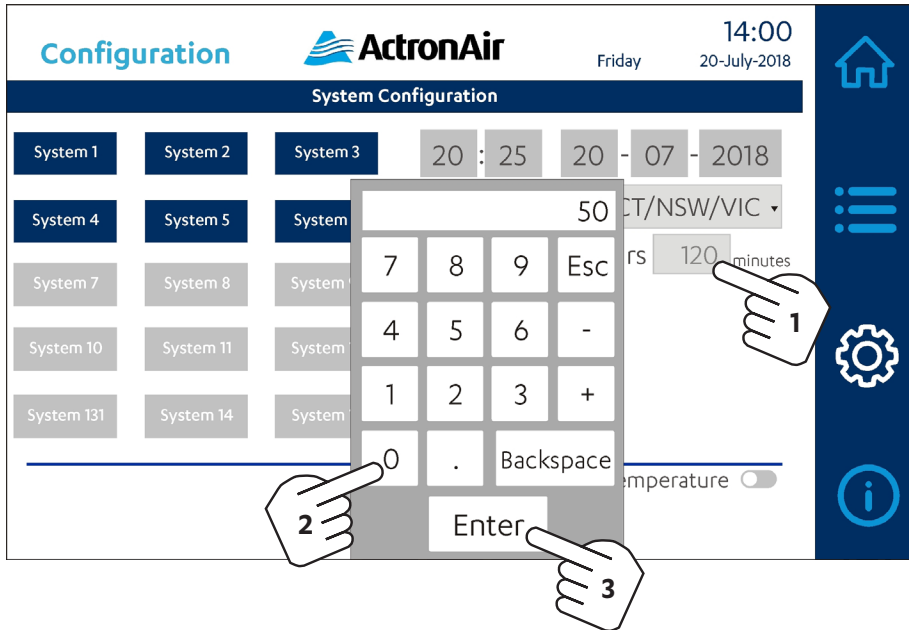 Configuration
ActronAir
Friday
14:00
20-July-2018
System Configuration
System 1 System 2 System 3
20 : 25 20 - 07 - 2018
System 4 System 5 System
50
CT/NSW/VIC
rs 120 minutes
7 8 9 Esc
System 7 System 8 System
1
4 5 6 -
System 10 System 11 System
1 2 3 +
System 131 System 14 System
0 . Backspace
emperature
2
Enter
3
i